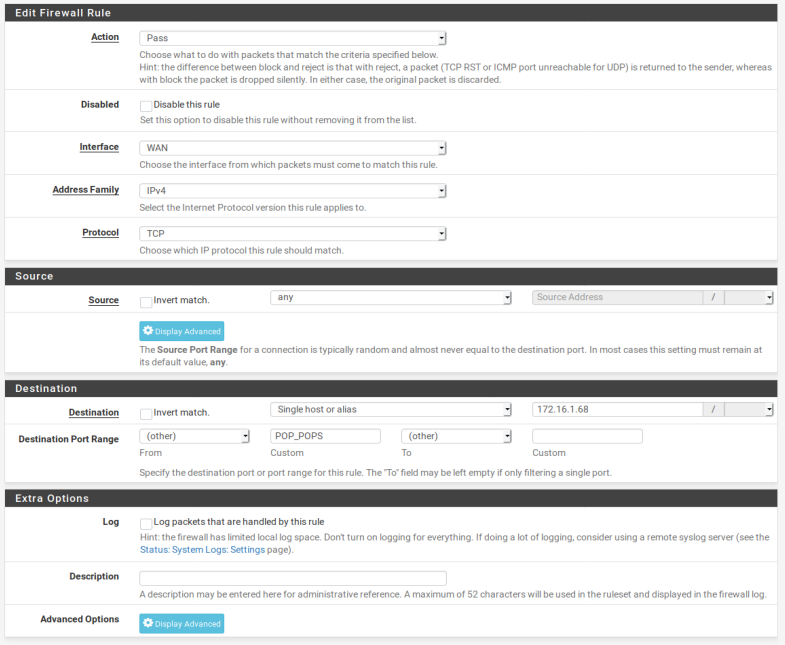 Edit Firewall Rule
Action Pass
Choose what to do with packets that match the criteria specified below.
Hint: the difference between block and reject is that with reject, a packet (TCP RST or ICMP port unreachable for UDP) is returned to the sender, whereas
with block the packet is dropped silently. In either case, the original packet is discarded.
Disabled Disable this rule
Set this option to disable this rule without removing it from the list.
Interface WAN
Choose the interface from which packets must come to match this rule.
Address Family IPv4
Select the Internet Protocol version this rule applies to.
Protocol TCP
Choose which IP protocol this rule should match.
Source
Source Invert match. any Source Address /
Display Advanced
The Source Port Range for a connection is typically random and almost never equal to the destination port. In most cases this setting must remain at
its default value, any.
Destination
Destination Invert match. Single host or alias 172.16.1.68 /
Destination Port Range (other) POP_POPS (other)
From Custom To Custom
Specify the destination port or port range for this rule. The "To" field may be left empty if only filtering a single port.
Extra Options
Log Log packets that are handled by this rule
Hint: the firewall has limited local log space. Don't turn on logging for everything. If doing a lot of logging, consider using a remote syslog server (see the
Status: System Logs: Settings page).
Description
A description may be entered here for administrative reference. A maximum of 52 characters will be used in the ruleset and displayed in the firewall log.
Advanced Options Display Advanced